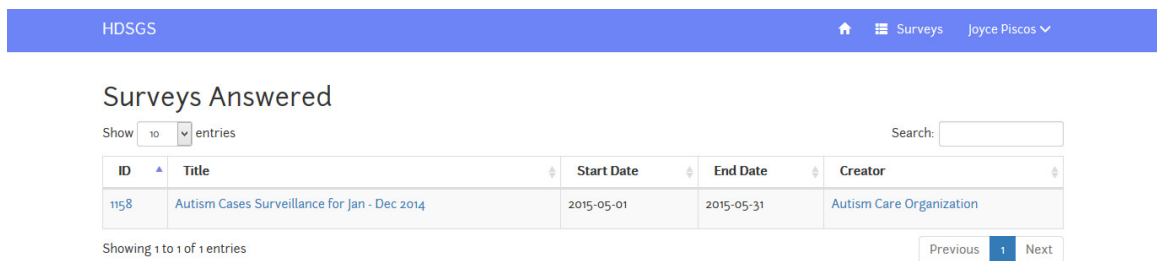 HDSGS Surveys Joyce Piscos
Surveys Answered
Show 10 entries Search:
ID Title Start Date End Date Creator
1158 Autism Cases Surveillance for Jan - Dec 2014 2015-05-01 2015-05-31 Autism Care Organization
Showing 1 to 1 of 1 entries Previous 1 Next